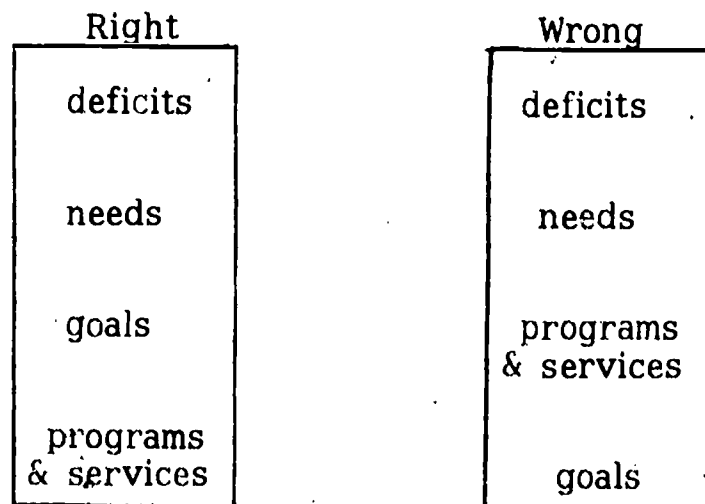 Right
deficits
needs
goals
programs
& services
Wrong
deficits
needs
programs
& services
goals